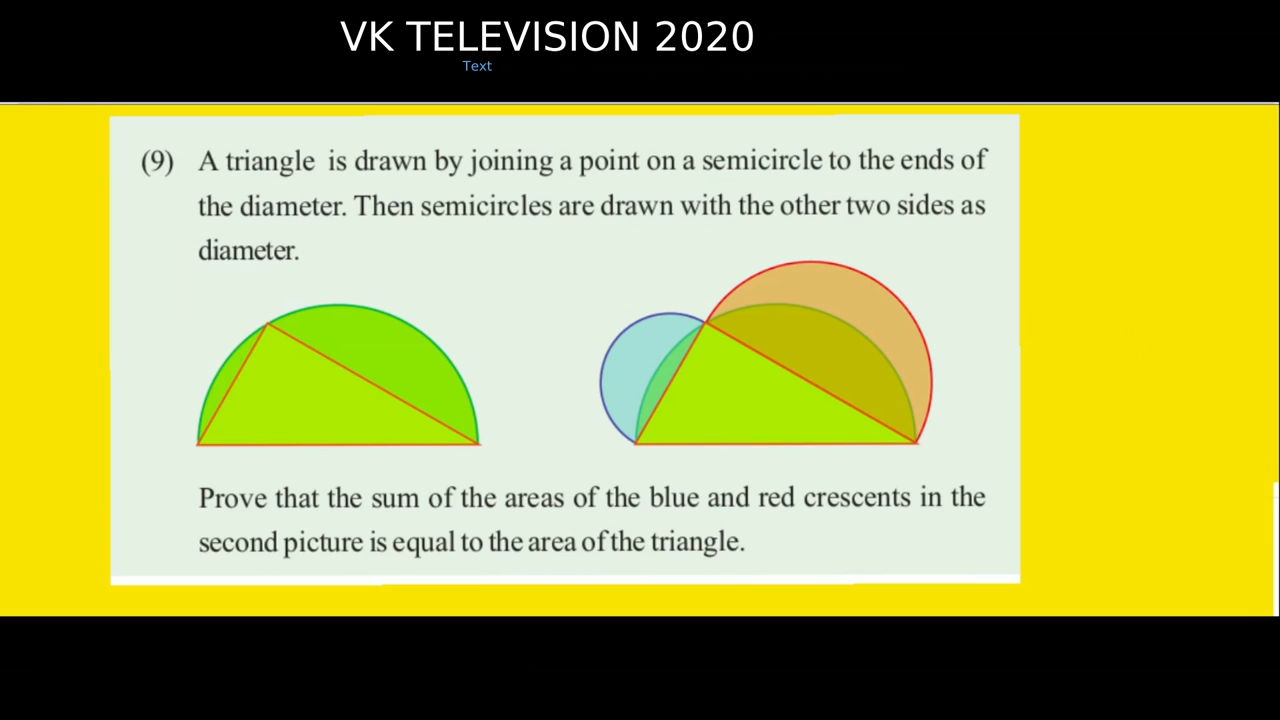 VK TELEVISION 2020
Text
(9) A triangle is drawn by joining a point on a semicircle to the ends of
the diameter. Then semicircles are drawn with the other two sides as
diameter.
Prove that the sum of the areas of the blue and red crescents in the
second picture is equal to the area of the triangle.